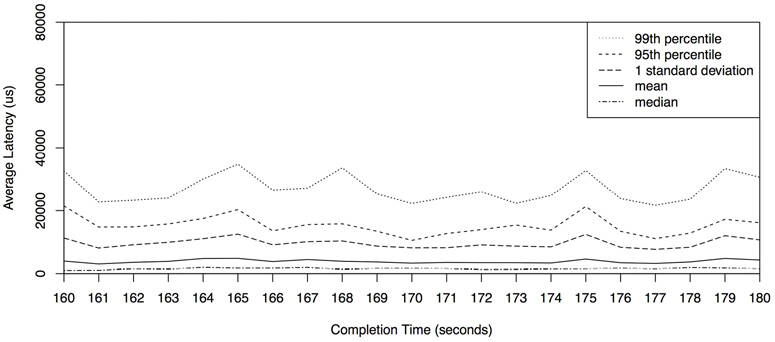 80000
60000
40000
20000
0
Average Latency (us)
99th percentile
95th percentile
1 standard deviation
mean
median
160 161 162 163 164 165 166 167 168 169 170 171 172 173 174 175 176 177 178 179 180
Completion Time (seconds)